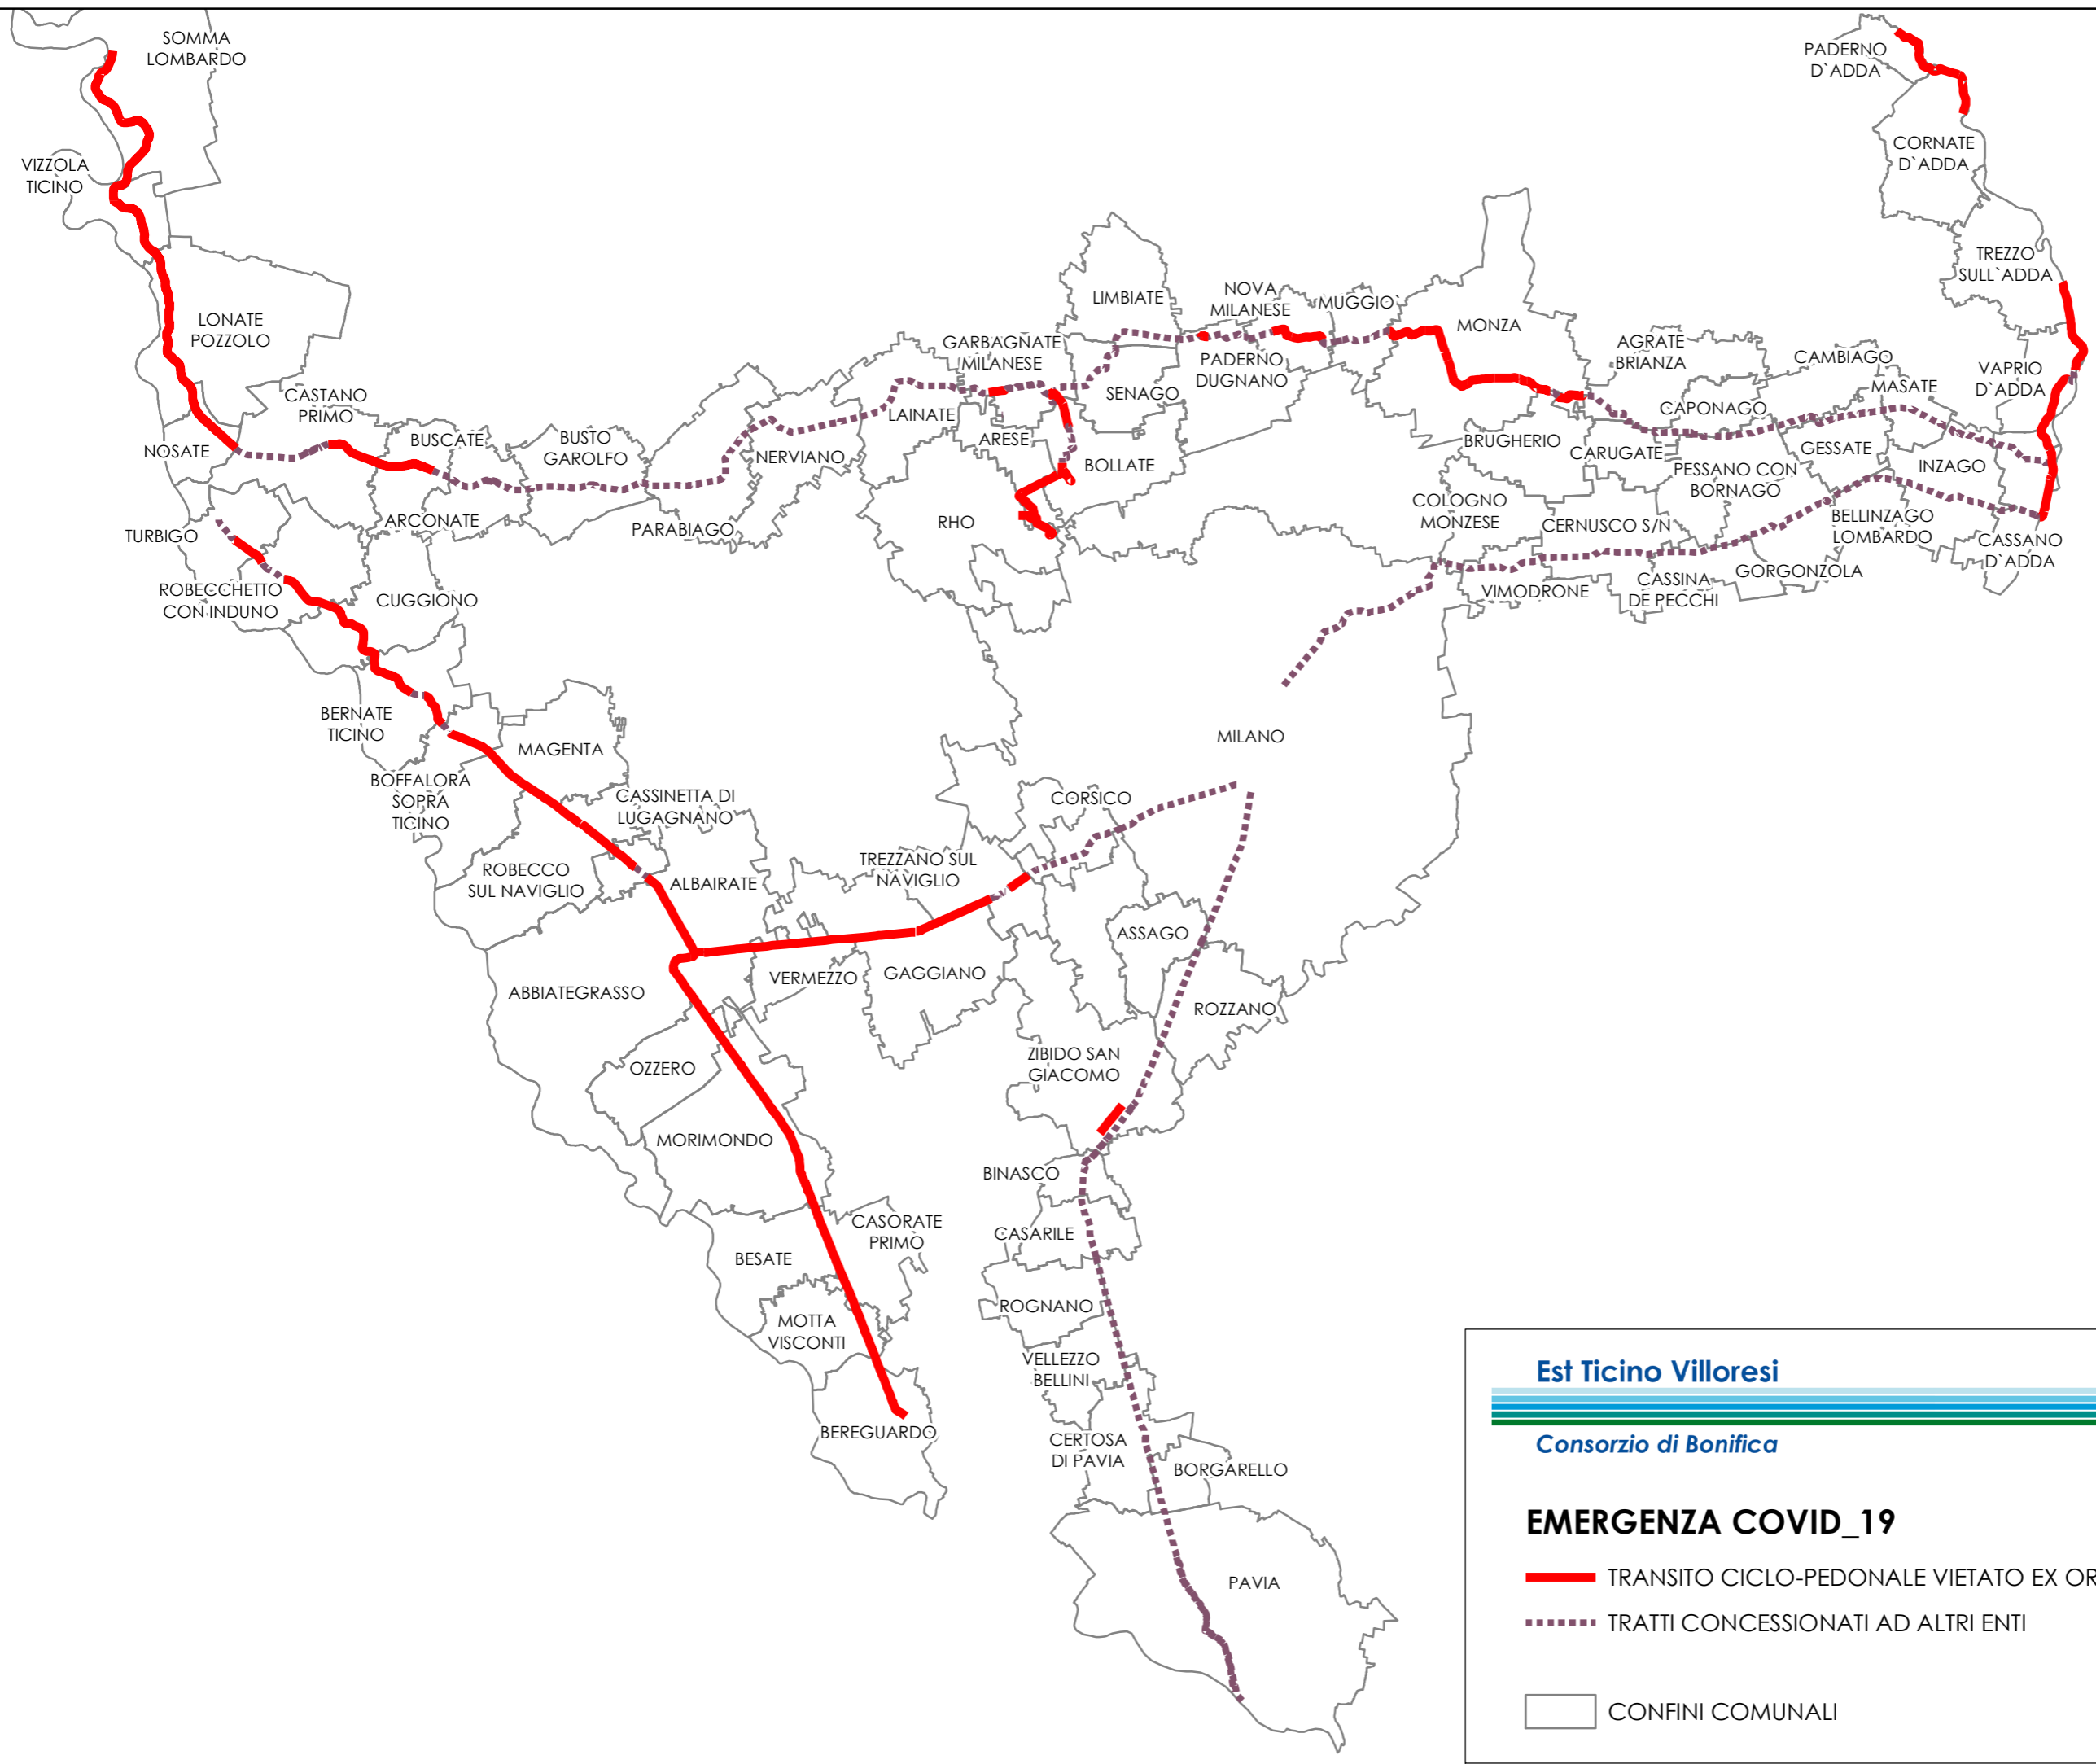 SOMMA
LOMBARDO
PADERNO
D`ADDA
CORNATE
D`ADDA
VIZZOLA
TICINO
TREZZO
SULL`ADDA
LONATE
POZZOLO
LIMBIATE
NOVA
MILANESE
MUGGIO`
MONZA
GARBAGNATE
MILANESE
AGRATE
BRIANZA
CAMBIAGO
PADERNO
DUGNANO
VAPRIO
D`ADDA
MASATE
CASTANO
PRIMO
SENAGO
LAINATE
CAPONAGO
NOSATE
BUSCATE
BUSTO
GAROLFO
NERVIANO
ARESE
BOLLATE
BRUGHERIO
CARUGATE
GESSATE
INZAGO
PESSANO CON
BORNAGO
COLOGNO
MONZESE
TURBIGO
ARCONATE
PARABIAGO
RHO
CERNUSCO S/N
BELLINZAGO
LOMBARDO
CASSANO
D`ADDA
GORGONZOLA
ROBECCHETTO
CON INDUNO
CUGGIONO
VIMODRONE
CASSINA
DE PECCHI
BERNATE
TICINO
MAGENTA
MILANO
BOFFALORA
SOPRA
TICINO
CASSINETTA DI
LUGAGNANO
CORSICO
ROBECCO
SUL NAVIGLIO
ALBAIRATE
TREZZANO SUL
NAVIGLIO
ASSAGO
ABBIATEGRASSO
VERMEZZO
GAGGIANO
ROZZANO
OZZERO
ZIBIDO SAN
GIACOMO
MORIMONDO
BINASCO
CASORATE
PRIMO
CASARILE
BESATE
ROGNANO
MOTTA
VISCONTI
VELLEZZO
BELLINI
BEREGUARDO
CERTOSA
DI PAVIA
BORGARELLO
PAVIA
Est Ticino Villoresi
Consorzio di Bonifica
EMERGENZA COVID_19
TRANSITO CICLO-PEDONALE VIETATO EX OR
TRATTI CONCESSIONATI AD ALTRI ENTI
CONFINI COMUNALI